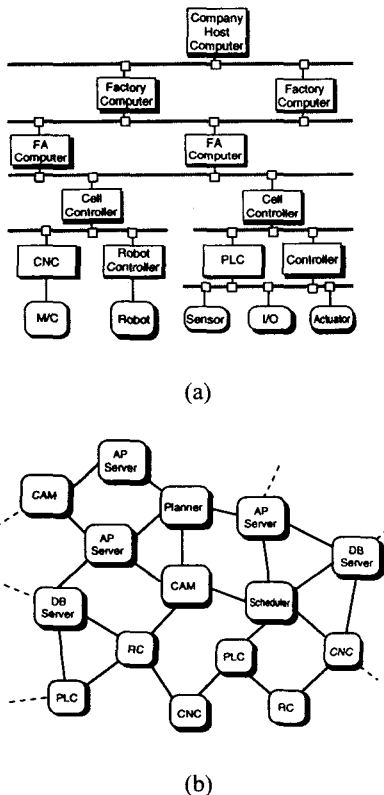 Company
Host
Computer
Factory
Computer
Factory
Computer
FA
Computer
FA
Computer
Cell
Controller
Cell
Controller
CNC
Robot
Controller
PLC
Controller
M/C
Robot
Sensor
I/O
Actuator
(a)
AP
Server
CAM
Planner
AP
Server
AP
Server
DB
Server
CAM
DB
Server
Scheduler
RC
PLC
CNC
PLC
CNC
RC
(b)